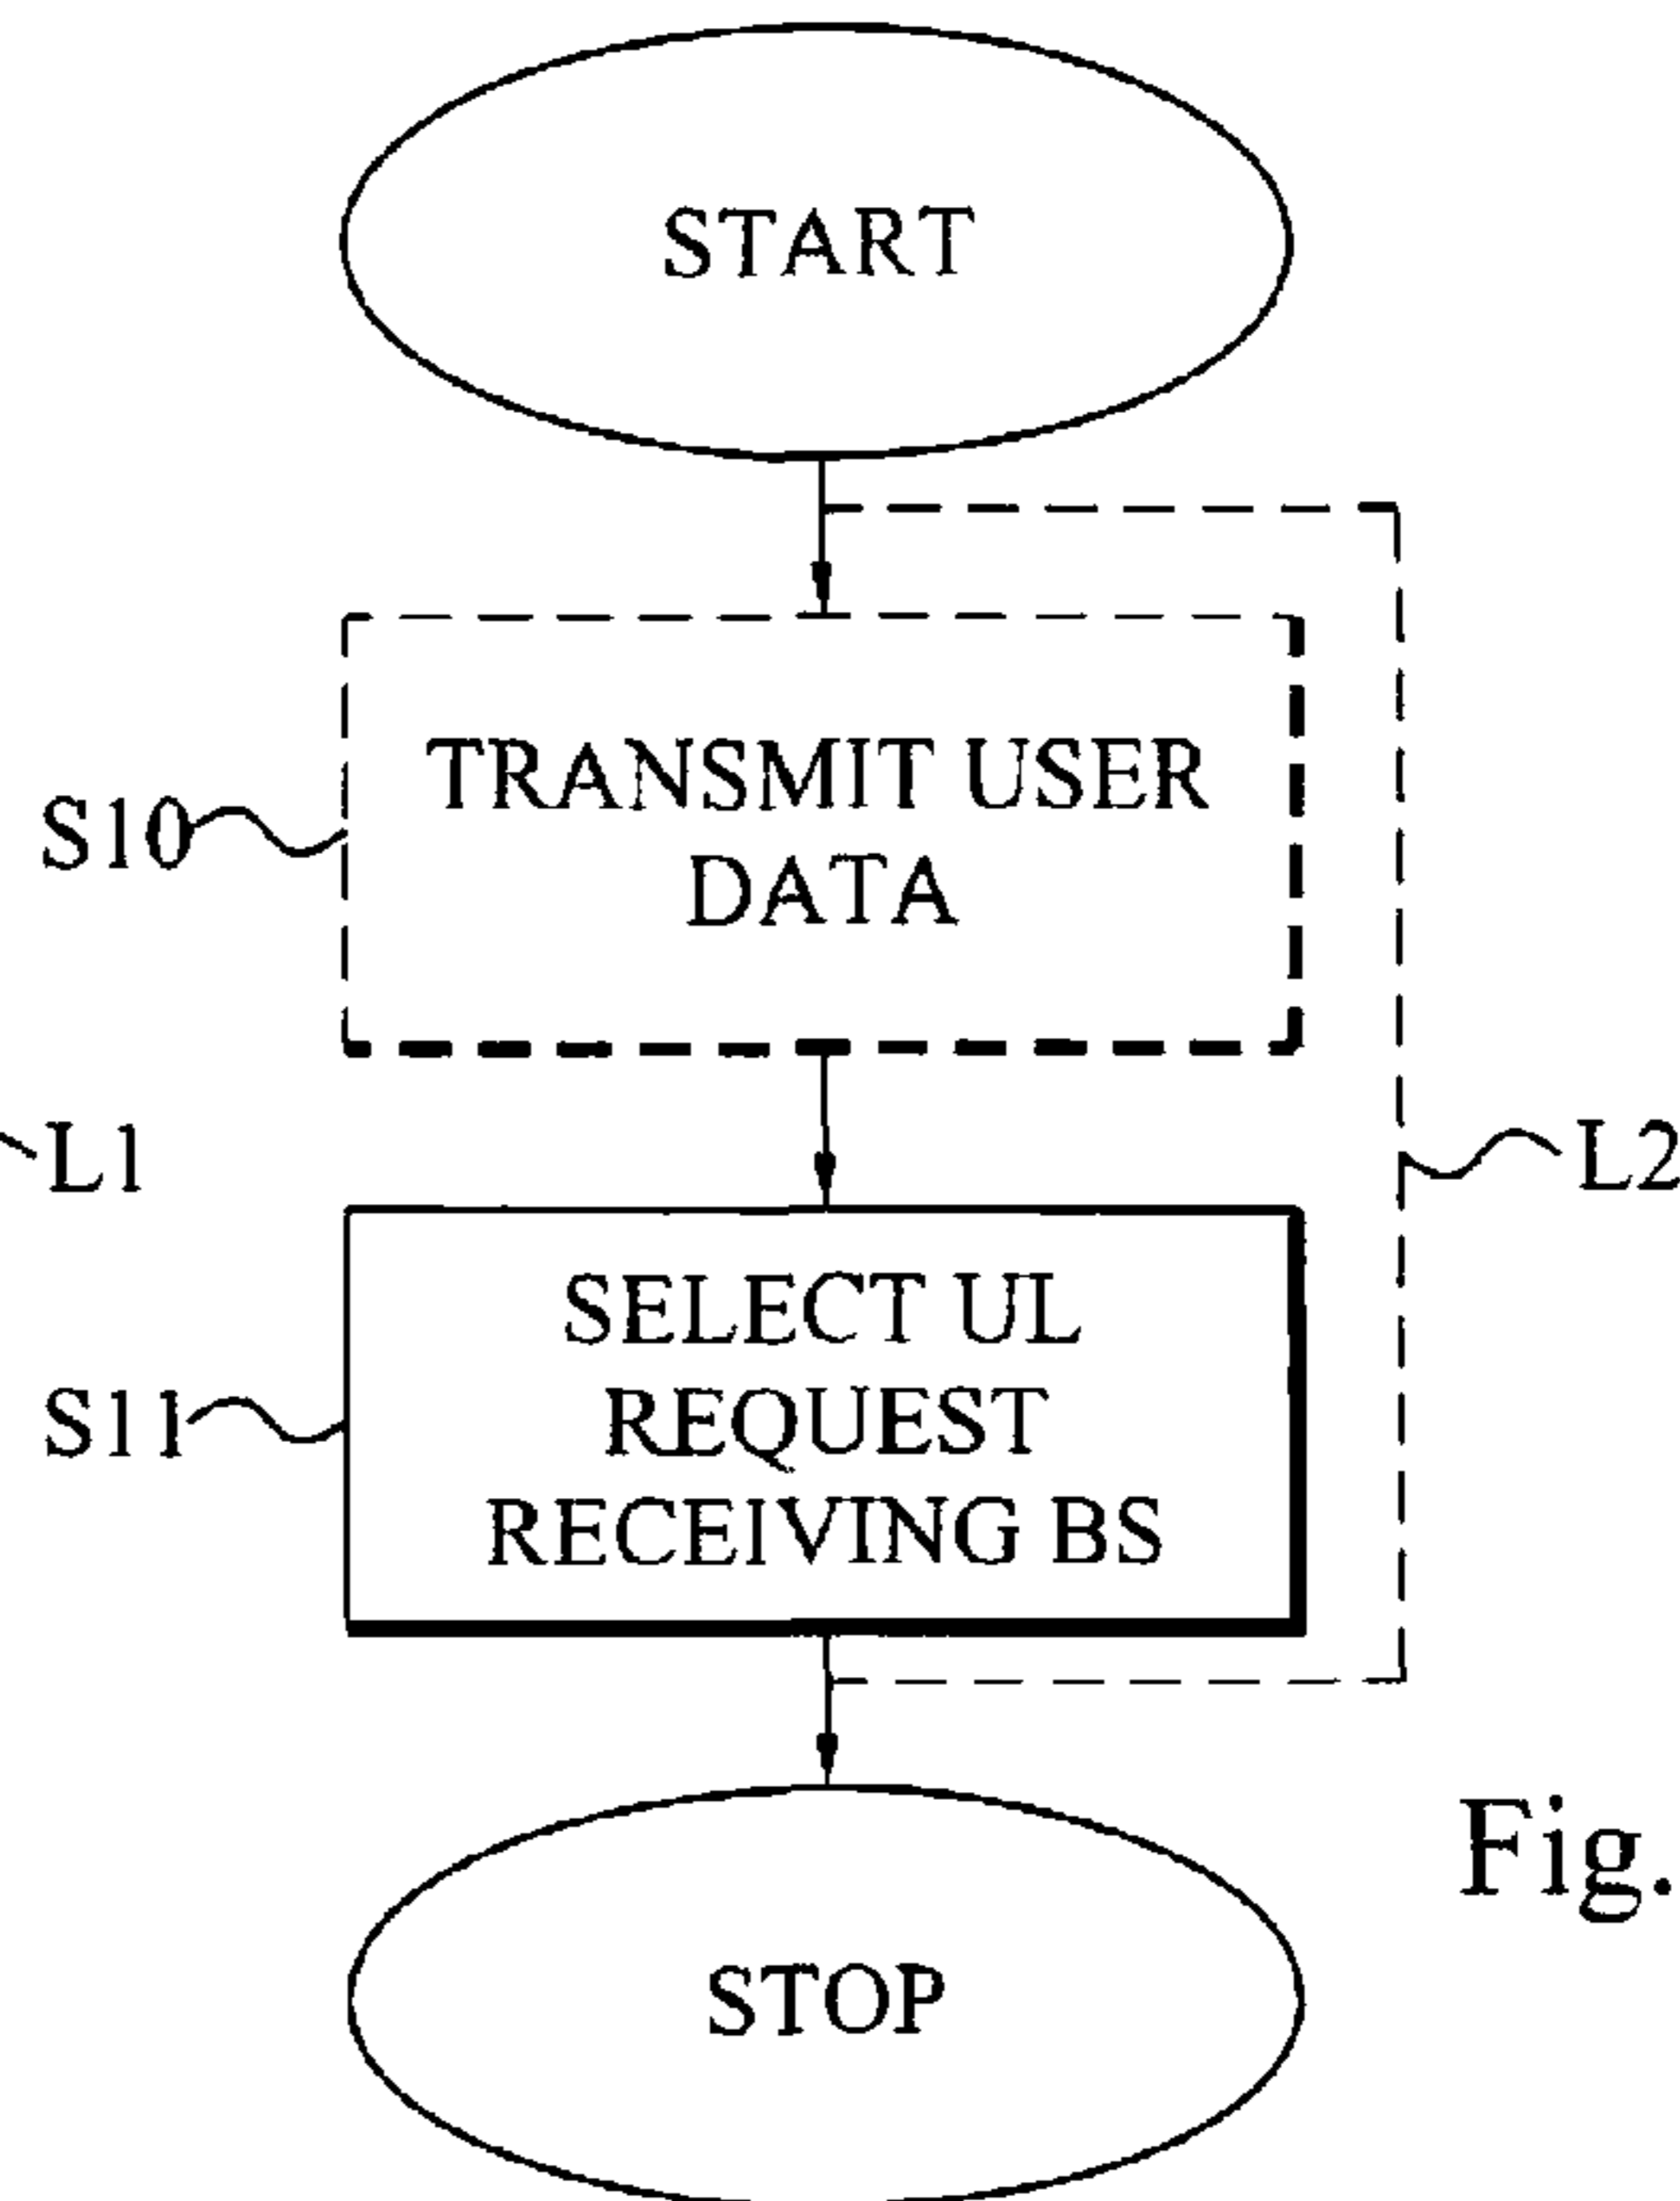 START
TRANSMIT USER
DATA
S10
L1
L2
SELECT UL
REQUEST
RECEIVING BS
S11
Fig.
STOP